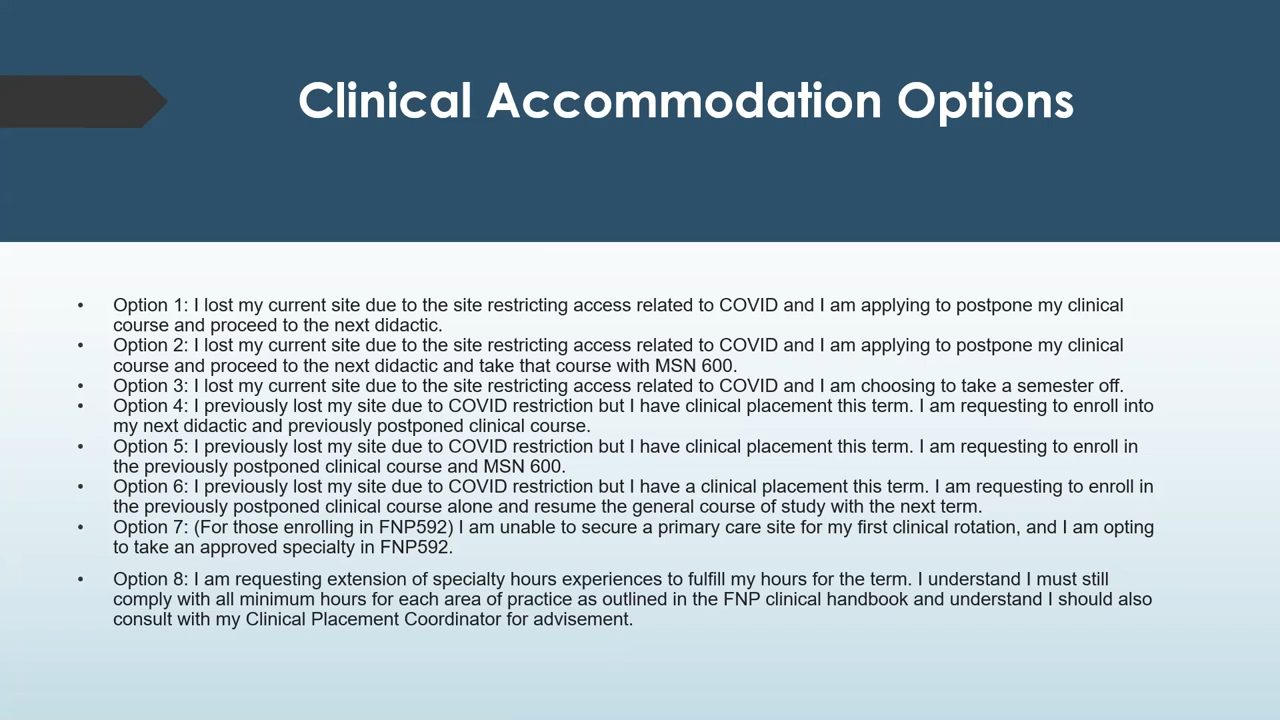 Clinical Accommodation Options
• Option 1: I lost my current site due to the site restricting access related to COVID and I am applying to postpone my clinical
course and proceed to the next didactic.
• Option 2: I lost my current site due to the site restricting access related to COVID and I am applying to postpone my clinical
course and proceed to the next didactic and take that course with MSN 600.
• Option 3: I lost my current site due to the site restricting access related to COVID and I am choosing to take a semester off.
• Option 4: I previously lost my site due to COVID restriction but I have clinical placement this term. I am requesting to enroll into
my next didactic and previously postponed clinical course.
• Option 5: I previously lost my site due to COVID restriction but I have clinical placement this term. I am requesting to enroll in
the previously postponed clinical course and MSN 600.
• Option 6: I previously lost my site due to COVID restriction but I have a clinical placement this term. I am requesting to enroll in
the previously postponed clinical course alone and resume the general course of study with the next term.
• Option 7: (For those enrolling in FNP592) I am unable to secure a primary care site for my first clinical rotation, and I am opting
to take an approved specialty in FNP592.
• Option 8: I am requesting extension of specialty hours experiences to fulfill my hours for the term. I understand I must still
comply with all minimum hours for each area of practice as outlined in the FNP clinical handbook and understand I should also
consult with my Clinical Placement Coordinator for advisement.